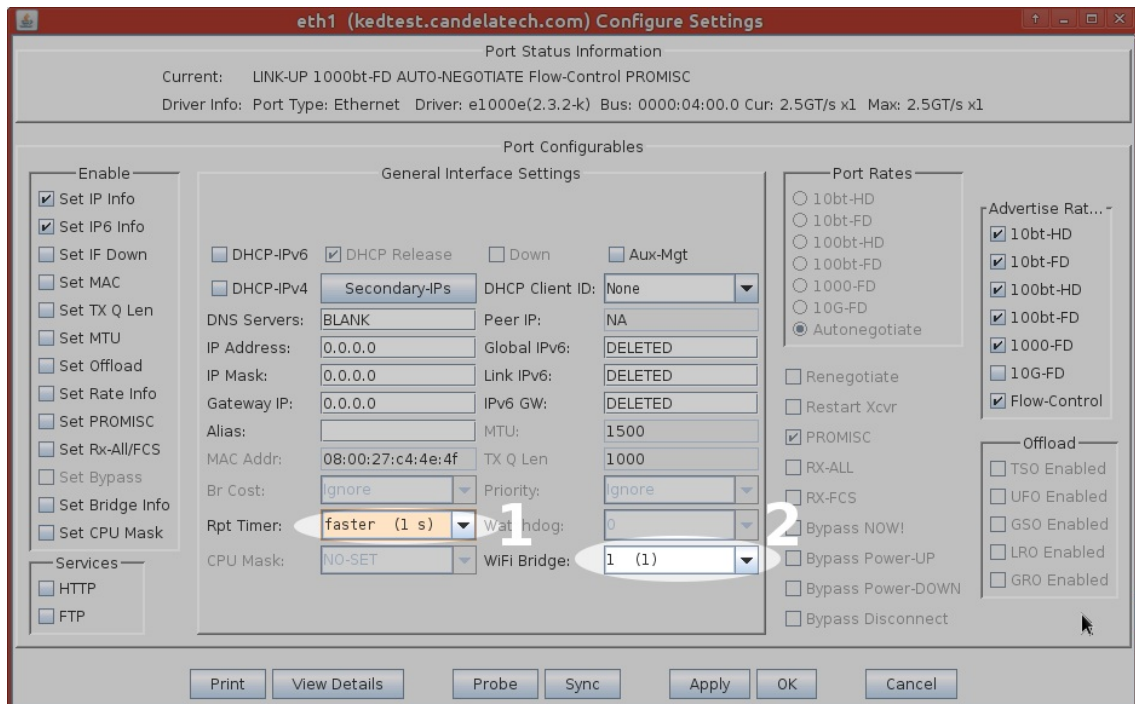 eth1 (kedtest.candelatech.com) Configure Settings
Port Status Information
Current: LINK-UP 1000bt-FD AUTO-NEGOTIATE Flow-Control PROMISC
Driver Info: Port Type: Ethernet Driver: e1000e(2.3.2-k) Bus: 0000:04:00.0 Cur: 2.5GT/s x1 Max: 2.5GT/s x1
Port Configurables
Enable
Set IP Info
Set IP6 Info
Set IF Down
Set MAC
Set TX Q Len
Set MTU
Set Offload
Set Rate Info
Set PROMISC
Set Rx-All/FCS
Set Bypass
Set Bridge Info
Set CPU Mask
Services
HTTP
FTP
General Interface Settings
DHCP-IPv6 DHCP Release Down Aux-Mgt
DHCP-IPv4 Secondary-IPs DHCP Client ID: None
DNS Servers: BLANK Peer IP: NA
IP Address: 0.0.0.0 Global IPv6: DELETED
IP Mask: 0.0.0.0 Link IPv6: DELETED
Gateway IP: 0.0.0.0 IPv6 GW: DELETED
Alias: MTU: 1500
MAC Addr: 08:00:27:c4:4e:4f TX Q Len 1000
Br Cost: Ignore Priority: Ignore
Rpt Timer: faster (1 s) 1 Watchdog: 0 2
CPU Mask: NO-SET WiFi Bridge: 1 (1)
Port Rates
10bt-HD
10bt-FD
100bt-HD
100bt-FD
1000-FD
10G-FD
Autonegotiate
Renegotiate
Restart Xcvr
PROMISC
RX-ALL
RX-FCS
Bypass NOW!
Bypass Power-UP
Bypass Power-DOWN
Bypass Disconnect
Advertise Rat...
10bt-HD
10bt-FD
100bt-HD
100bt-FD
1000-FD
10G-FD
Flow-Control
Offload
TSO Enabled
UFO Enabled
GSO Enabled
LRO Enabled
GRO Enabled
Print View Details Probe Sync Apply OK Cancel